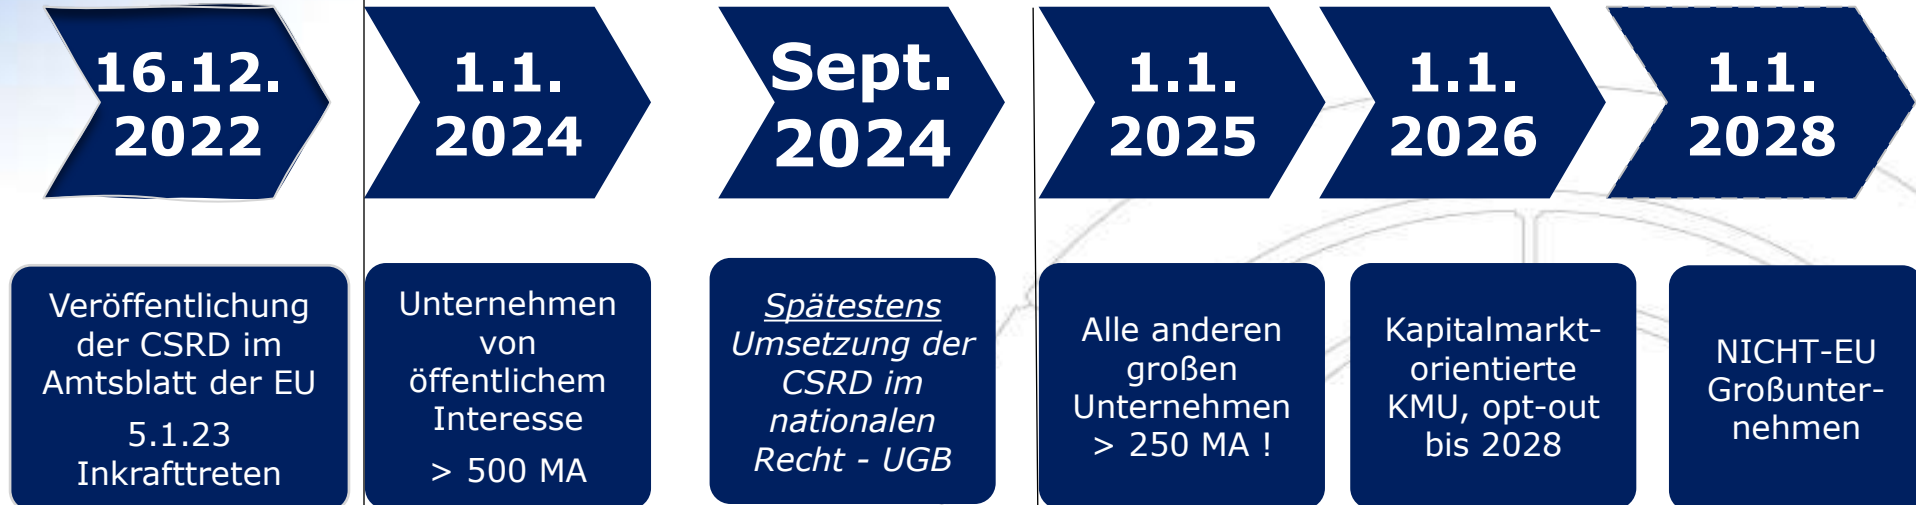 16.12.
2022
1.1.
2024
Sept.
2024
1.1.
2025
1.1.
2026
1.1.
2028
Veröffentlichung
der CSRD im
Amtsblatt der EU
5.1.23
Inkrafttreten
Unternehmen
von
öffentlichem
Interesse
> 500 MA
Spätestens
Umsetzung der
CSRD im
nationalen
Recht - UGB
Alle anderen
großen
Unternehmen
> 250 MA !
Kapitalmarkt-
orientierte
KMU, opt-out
bis 2028
NICHT-EU
Großunter-
nehmen